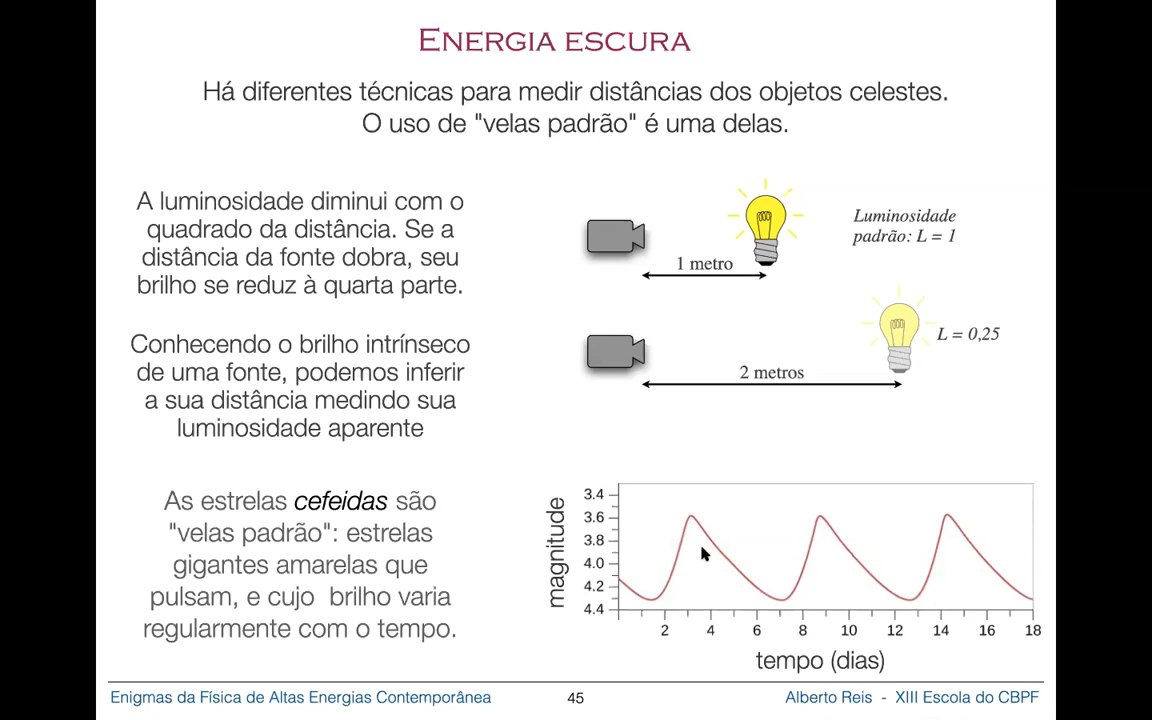 ENERGIA ESCURA
Há diferentes técnicas para medir distâncias dos objetos celestes.
O uso de "velas padrão" é uma delas.
A luminosidade diminui com o
quadrado da distância. Se a
distância da fonte dobra, seu
brilho se reduz à quarta parte.
Conhecendo o brilho intrínseco
de uma fonte, podemos inferir
a sua distância medindo sua
luminosidade aparente
As estrelas cefeidas são
"velas padrão": estrelas
gigantes amarelas que
pulsam, e cujo brilho varia
regularmente com o tempo.
Luminosidade
padrão: L = 1
1 metro
L = 0,25
2 metros
magnitude
3.4
3.6
3.8
4.0
4.2
4.4
2 4 6 8 10 12 14 16 18
tempo (dias)
Enigmas da Física de Altas Energias Contemporânea
45
Alberto Reis - XIII Escola do CBPF